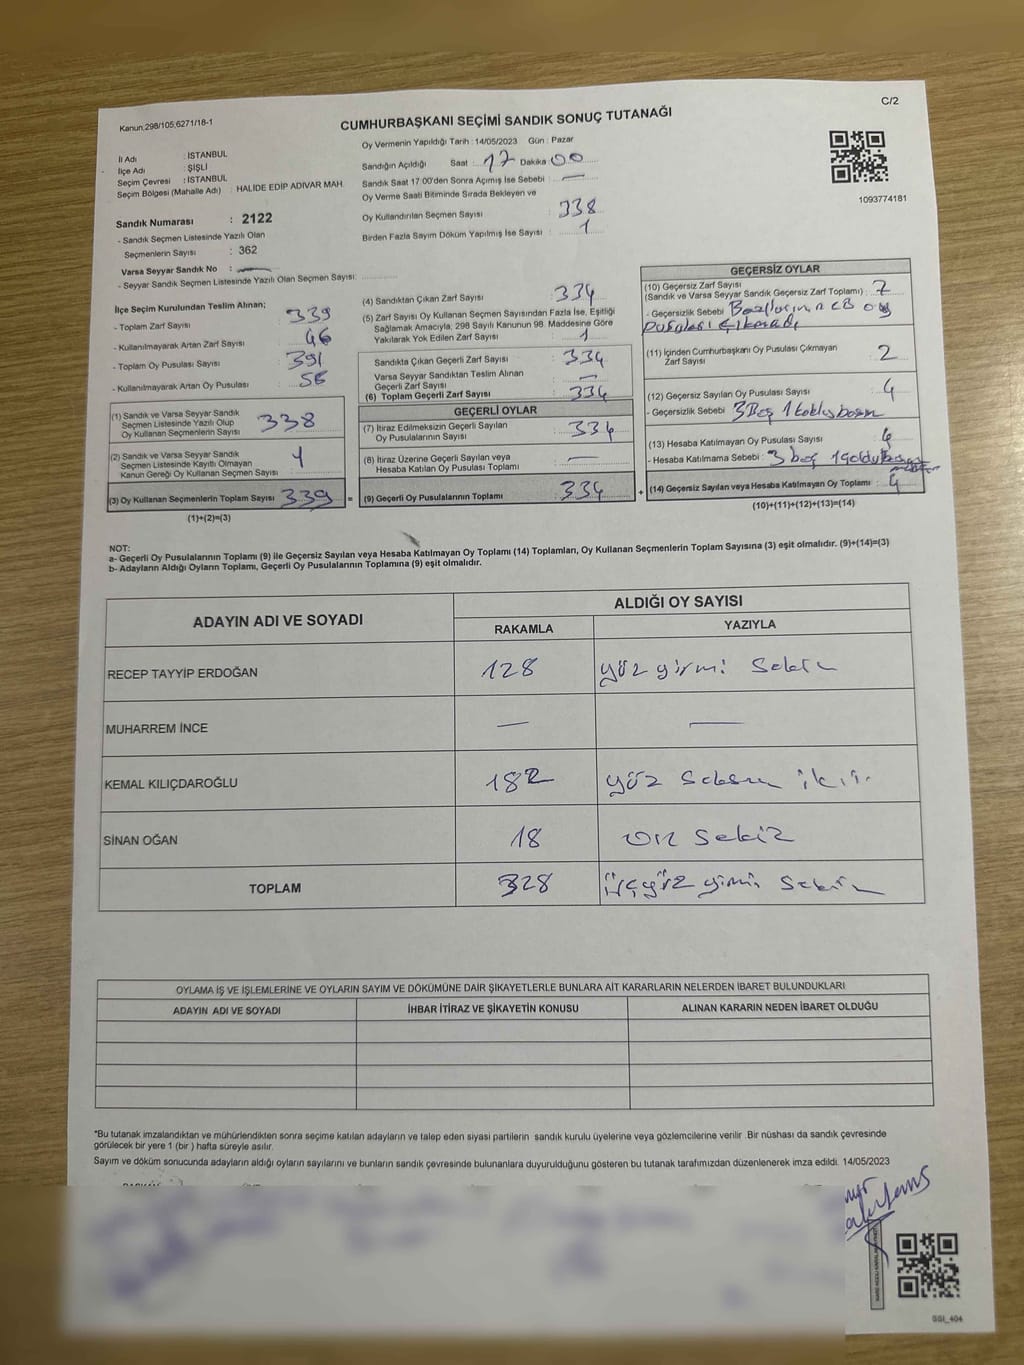 C/2
Kanun,298/105,6271/18-1
CUMHURBAŞKANI SEÇİMİ SANDIK SONUÇ TUTANAĞI
İl Adı : İSTANBUL
İlçe Adı : ŞİŞLİ
Seçim Çevresi : İSTANBUL
Seçim Bölgesi (Mahalle Adı) : HALİDE EDİP ADIVAR MAH.
Sandık Numarası : 2122
- Sandık Seçmen Listesinde Yazılı Olan
Seçmenlerin Sayısı : 362
Varsa Seyyar Sandık No :
- Seyyar Sandık Seçmen Listesinde Yazılı Olan Seçmen Sayısı:
Oy Vermenin Yapıldığı Tarih : 14/05/2023 Gün : Pazar
Sandığın Açıldığı Saat : 17 Dakika 00
Sandık Saat 17:00'den Sonra Açımış İse Sebebi : —
Oy Verme Saati Bitiminde Sırada Bekleyen ve
Oy Kullandırılan Seçmen Sayısı : 338
Birden Fazla Sayım Döküm Yapılmış İse Sayısı : 1
1093774181
İlçe Seçim Kurulundan Teslim Alınan;
- Toplam Zarf Sayısı : 339
- Kullanılmayarak Artan Zarf Sayısı : 46
- Toplam Oy Pusulası Sayısı : 391
- Kullanılmayarak Artan Oy Pusulası : 56
(1) Sandık ve Varsa Seyyar Sandık
Seçmen Listesinde Yazılı Olup
Oy Kullanan Seçmenlerin Sayısı : 338
(2) Sandık ve Varsa Seyyar Sandık
Seçmen Listesinde Kayıtlı Olmayan
Kanun Gereği Oy Kullanan Seçmen Sayısı : 1
(3) Oy Kullanan Seçmenlerin Toplam Sayısı : 339 =
(1)+(2)=(3)
(4) Sandıktan Çıkan Zarf Sayısı : 334
(5) Zarf Sayısı Oy Kullanan Seçmen Sayısından Fazla İse, Eşitliği
Sağlamak Amacıyla, 298 Sayılı Kanunun 98. Maddesine Göre
Yakılarak Yok Edilen Zarf Sayısı : 1
Sandıkta Çıkan Geçerli Zarf Sayısı : 334
Varsa Seyyar Sandıktan Teslim Alınan
Geçerli Zarf Sayısı : —
(6) Toplam Geçerli Zarf Sayısı : 334
GEÇERLİ OYLAR
(7) İtiraz Edilmeksizin Geçerli Sayılan
Oy Pusulalarının Sayısı : 334
(8) İtiraz Üzerine Geçerli Sayılan veya
Hesaba Katılan Oy Pusulası Toplamı : —
(9) Geçerli Oy Pusulalarının Toplamı : 334 +
GEÇERSİZ OYLAR
(10) Geçersiz Zarf Sayısı
(Sandık ve Varsa Seyyar Sandık Geçersiz Zarf Toplamı) : 7
- Geçersizlik Sebebi : oy
pusulası çıkmadı
(11) İçinden Cumhurbaşkanı Oy Pusulası Çıkmayan
Zarf Sayısı : 2
(12) Geçersiz Sayılan Oy Pusulası Sayısı : 4
- Geçersizlik Sebebi : 3 Boş 1
(13) Hesaba Katılmayan Oy Pusulası Sayısı : 4
- Hesaba Katılmama Sebebi : 3 boş 1
(14) Geçersiz Sayılan veya Hesaba Katılmayan Oy Toplamı : 4
(10)+(11)+(12)+(13)=(14)
NOT:
a- Geçerli Oy Pusulalarının Toplamı (9) ile Geçersiz Sayılan veya Hesaba Katılmayan Oy Toplamı (14) Toplamları, Oy Kullanan Seçmenlerin Toplam Sayısına (3) eşit olmalıdır. (9)+(14)=(3)
b- Adayların Aldığı Oyların Toplamı, Geçerli Oy Pusulalarının Toplamına (9) eşit olmalıdır.
ADAYIN ADI VE SOYADI ALDIĞI OY SAYISI
RAKAMLA YAZIYLA
RECEP TAYYİP ERDOĞAN 128 yüz yirmi sekiz
MUHARREM İNCE — —
KEMAL KILIÇDAROĞLU 182 yüz seksen iki
SİNAN OĞAN 18 on sekiz
TOPLAM 328 üçyüz yirmi sekiz
OYLAMA İŞ VE İŞLEMLERİNE VE OYLARIN SAYIM VE DÖKÜMÜNE DAİR ŞİKAYETLERLE BUNLARA AİT KARARLARIN NELERDEN İBARET BULUNDUKLARI
ADAYIN ADI VE SOYADI İHBAR İTİRAZ VE ŞİKAYETİN KONUSU ALINAN KARARIN NEDEN İBARET OLDUĞU
*Bu tutanak imzalandıktan ve mühürlendikten sonra seçime katılan adayların ve talep eden siyasi partilerin sandık kurulu üyelerine veya gözlemcilerine verilir. Bir nüshası da sandık çevresinde
görülecek bir yere 1 (bir) hafta süreyle asılır.
Sayım ve döküm sonucunda adayların aldığı oyların sayılarını ve bunların sandık çevresinde bulunanlara duyurulduğunu gösteren bu tutanak tarafımızdan düzenlenerek imza edildi. 14/05/2023
GGI_404